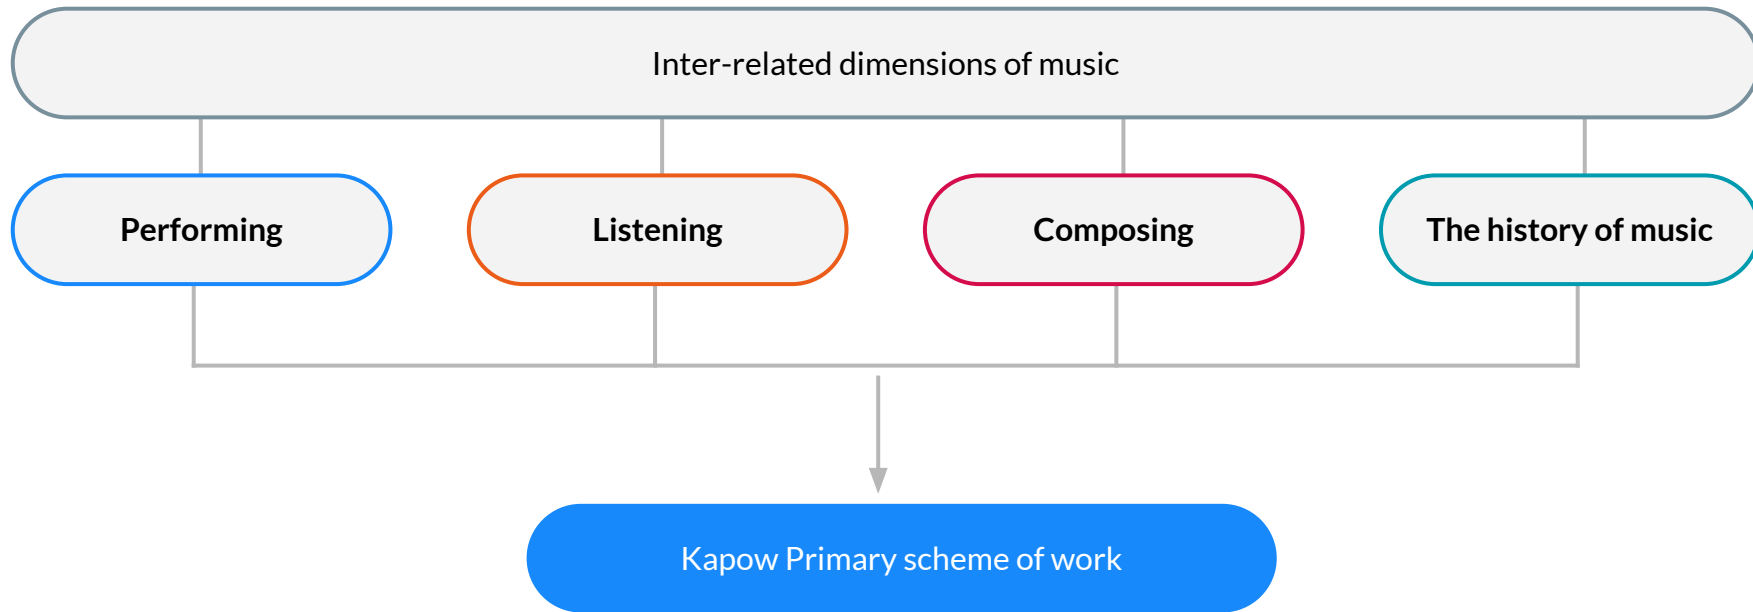 Inter-related dimensions of music
Performing
Listening
Composing
The history of music
Kapow Primary scheme of work